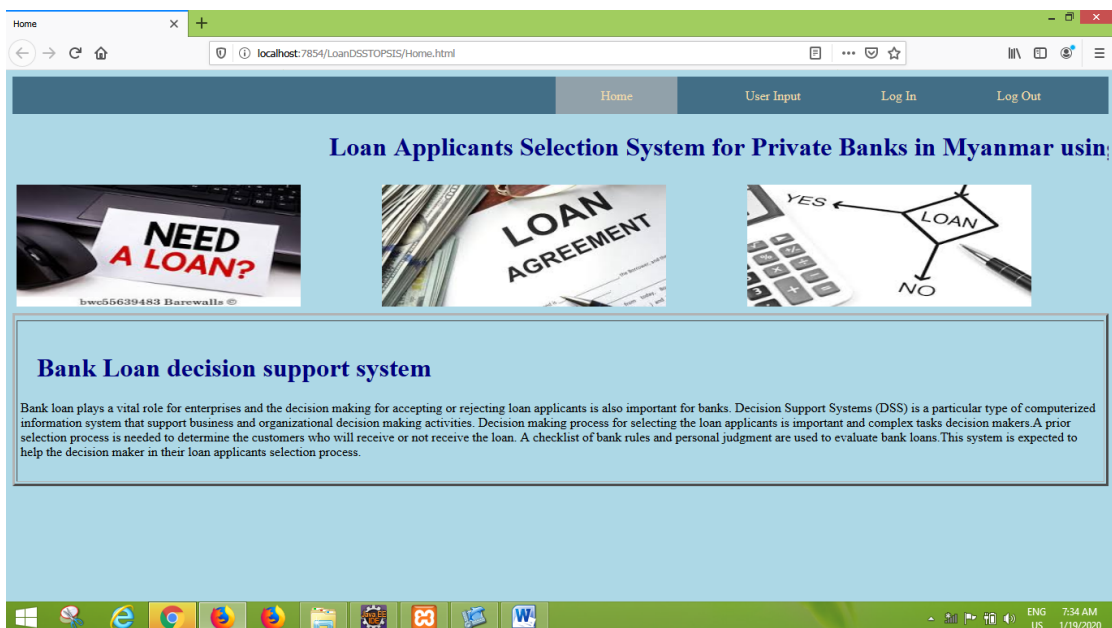 Home
localhost:7854/LoanDSSTOPSIS/Home.html
Home User Input Log In Log Out
Loan Applicants Selection System for Private Banks in Myanmar usin
NEED
A LOAN?
bwc55639483 Barewalls ©
LOAN
AGREEMENT
YES
LOAN
NO
Bank Loan decision support system
Bank loan plays a vital role for enterprises and the decision making for accepting or rejecting loan applicants is also important for banks. Decision Support Systems (DSS) is a particular type of computerized
information system that support business and organizational decision making activities. Decision making process for selecting the loan applicants is important and complex tasks decision makers.A prior
selection process is needed to determine the customers who will receive or not receive the loan. A checklist of bank rules and personal judgment are used to evaluate bank loans.This system is expected to
help the decision maker in their loan applicants selection process.
Java EE
IDE
ENG 7:34 AM
US 1/19/2020